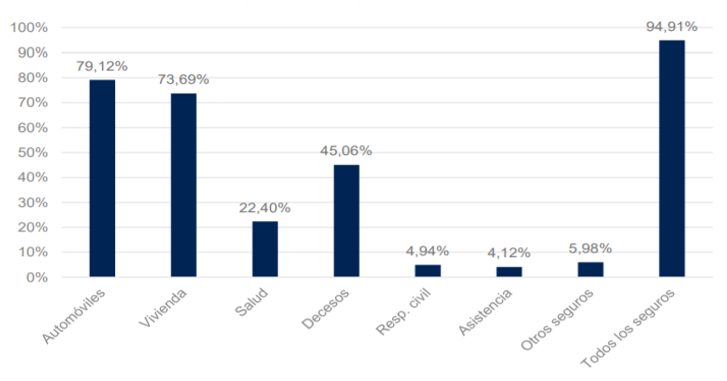 100%
90%
80%
70%
60%
50%
40%
30%
20%
10%
0%
79,12%
73,69%
22,40%
45,06%
4,94%
4,12%
5,98%
94,91%
Automóviles
Vivienda
Salud
Decesos
Resp. civil
Asistencia
Otros seguros
Todos los seguros